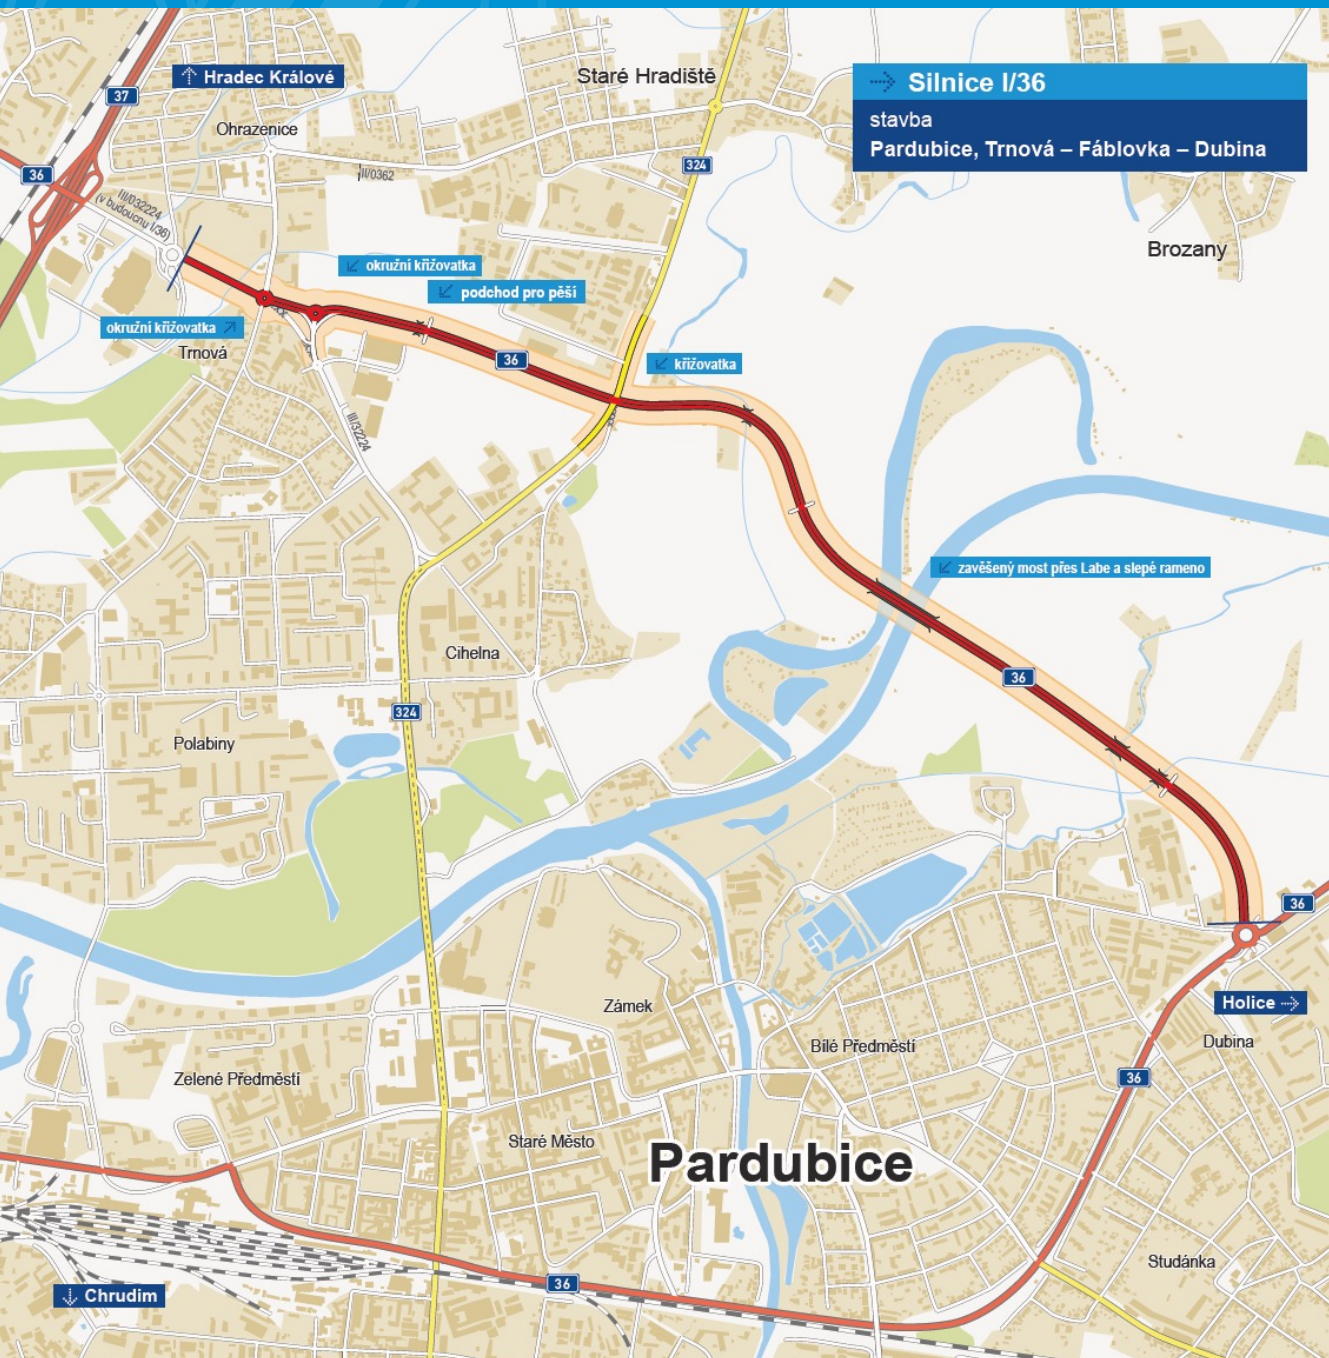 Silnice I/36
stavba
Pardubice, Trnová – Fáblovka – Dubina
Hradec Králové
Staré Hradiště
37
Ohrazenice
324
III/0362
36
III/032224
(v budoucnu I/36)
Brozany
okružní křižovatka
podchod pro pěší
okružní křižovatka
Trnová
36
křižovatka
III/32224
zavěšený most přes Labe a slepé rameno
Cihelna
36
324
Polabiny
36
Holice
Zámek
Bílé Předměstí
Dubina
Zelené Předměstí
36
Staré Město
Pardubice
Studánka
36
Chrudim